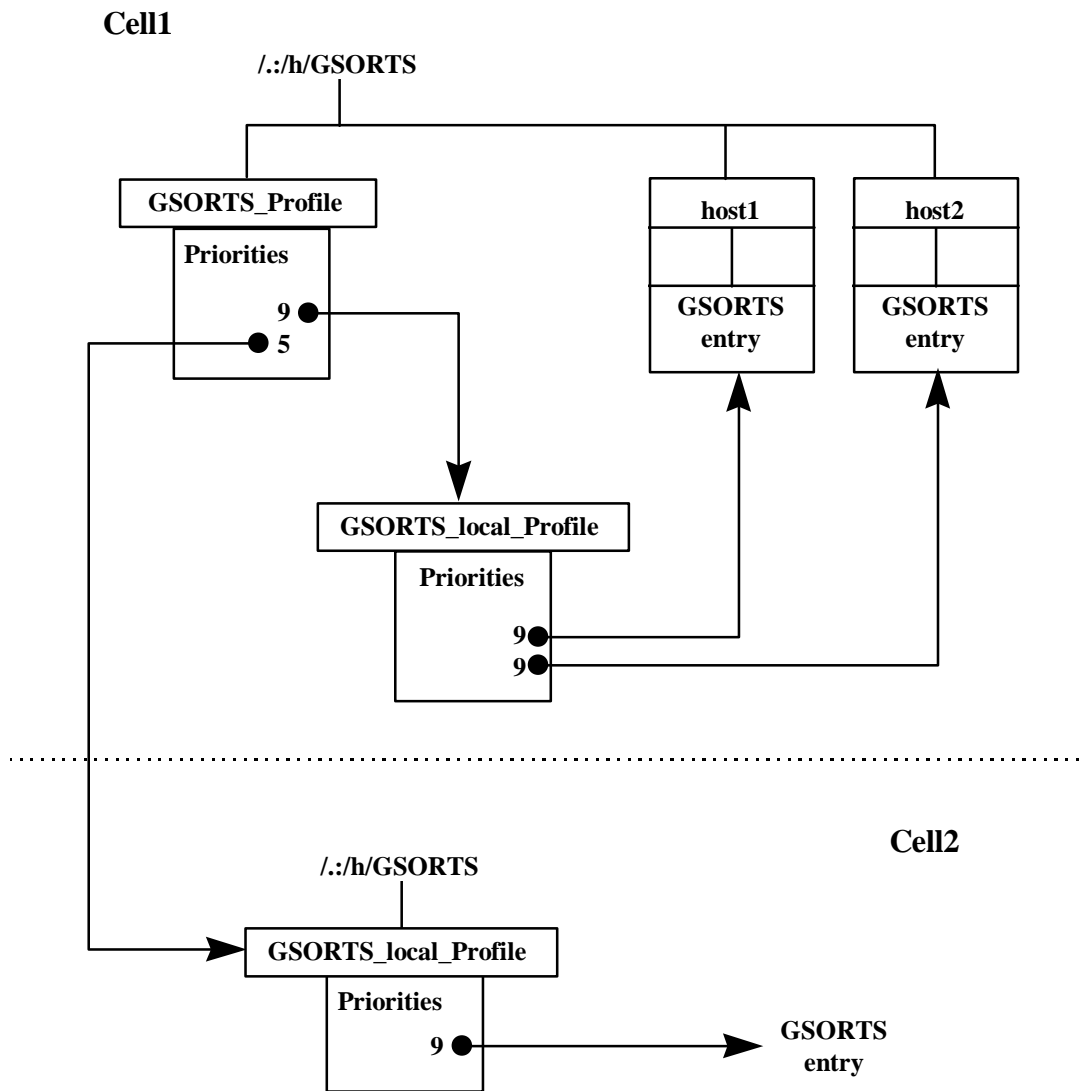 Cell1
/.:/h/GSORTS
GSORTS_Profile
host1
host2
Priorities
GSORTS
entry
GSORTS
entry
9
5
GSORTS_local_Profile
Priorities
9
9
Cell2
/.:/h/GSORTS
GSORTS_local_Profile
Priorities
9
GSORTS
entry